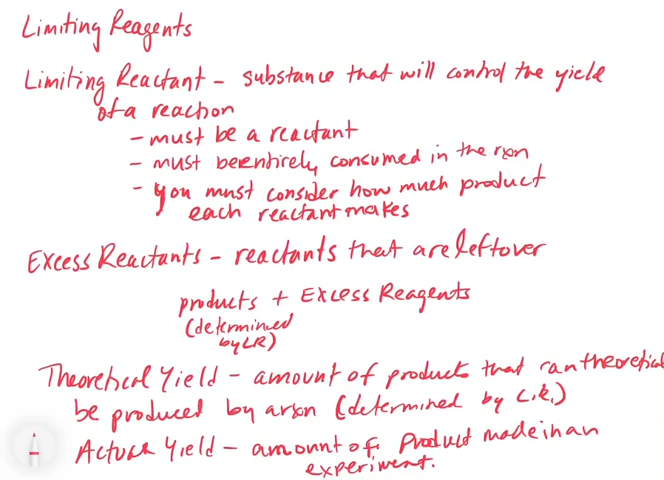 Limiting Reagents
Limiting Reactant - substance that will control the yield
of a reaction
- must be a reactant
- must be entirely consumed in the rxn
- you must consider how much product
each reactant makes
Excess Reactants - reactants that are leftover
products + Excess Reagents
(determined
by LR)
Theoretical Yield - amount of products that can theoretical
be produced by a rxn (determined by L.R.)
Actual Yield - amount of product made in an
experiment.